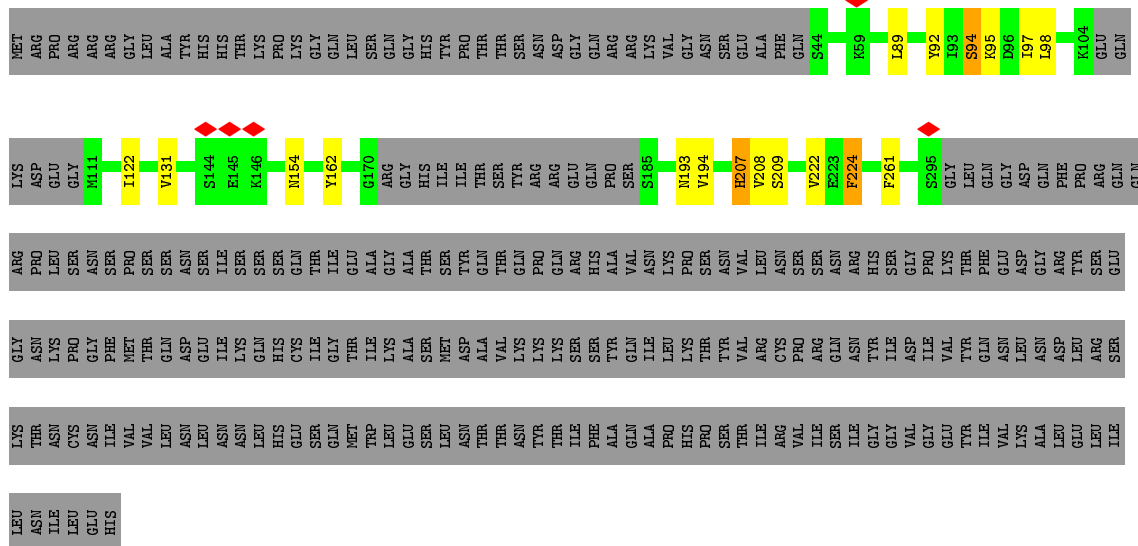 MET ARG PRO ARG ARG ARG GLY LEU ALA TYR HIS HIS THR LYS PRO LYS GLY GLN LEU SER GLN GLY HIS TYR PRO THR THR SER ASN ASP GLY GLN ARG ARG LYS VAL GLY ASN SER GLU ALA PHE GLN S44 K59 L89 Y92 I93 S94 K95 D96 I97 L98 K104 GLU GLN
LYS ASP GLU GLY M111 I122 V131 S144 E145 K146 N154 Y162 G170 ARG GLY HIS ILE ILE THR SER TYR ARG ARG GLU GLN PRO SER S185 N193 V194 H207 V208 S209 V222 E223 F224 F261 S295 GLY LEU GLN GLY ASP GLN PHE PRO ARG GLN GLN
ARG PRO LEU SER ASN SER PRO SER SER ASN SER ILE SER SER SER GLN THR ILE GLU ALA GLY ALA THR SER TYR GLN THR GLN PRO GLN ARG HIS ALA VAL ASN LYS PRO SER ASN VAL LEU ASN SER SER ASN ARG HIS SER GLY PRO LYS THR PHE GLU ASP GLY ARG TYR SER GLU
GLY ASN LYS PRO GLY PHE MET THR GLN ASP GLU ILE LYS GLN HIS CYS ILE GLY THR ILE LYS ALA SER MET ASP ALA VAL LYS LYS LYS SER SER TYR GLN ILE LEU LYS THR TYR VAL ARG CYS PRO ARG GLN ASN TYR ILE ASP ILE VAL TYR GLN ASN LEU ASN ASP LEU ARG SER
LYS THR ASN CYS ASN ILE VAL VAL LEU ASN LEU ASN ASN LEU HIS GLU SER GLN MET TRP LEU GLU SER LEU ASN THR THR ASN TYR THR ILE PHE ALA GLN ALA PRO HIS PRO SER THR ILE ARG VAL ILE SER ILE GLY GLY VAL GLY GLU TYR ILE VAL LYS ALA LEU GLU LEU ILE
LEU ASN ILE LEU GLU HIS